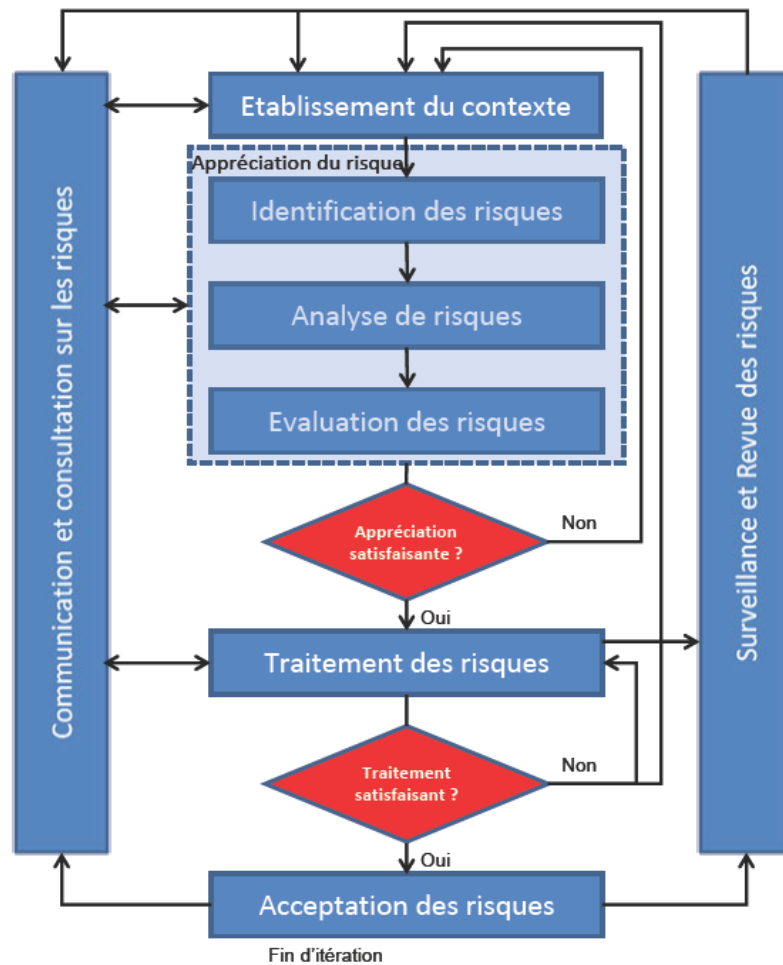 Etablissement du contexte
Appréciation du risque
Identification des risques
Analyse de risques
Evaluation des risques
Appréciation
satisfaisante ?
Non
Oui
Traitement des risques
Traitement
satisfaisant ?
Non
Oui
Acceptation des risques
Fin d'itération
Communication et consultation sur les risques
Surveillance et Revue des risques